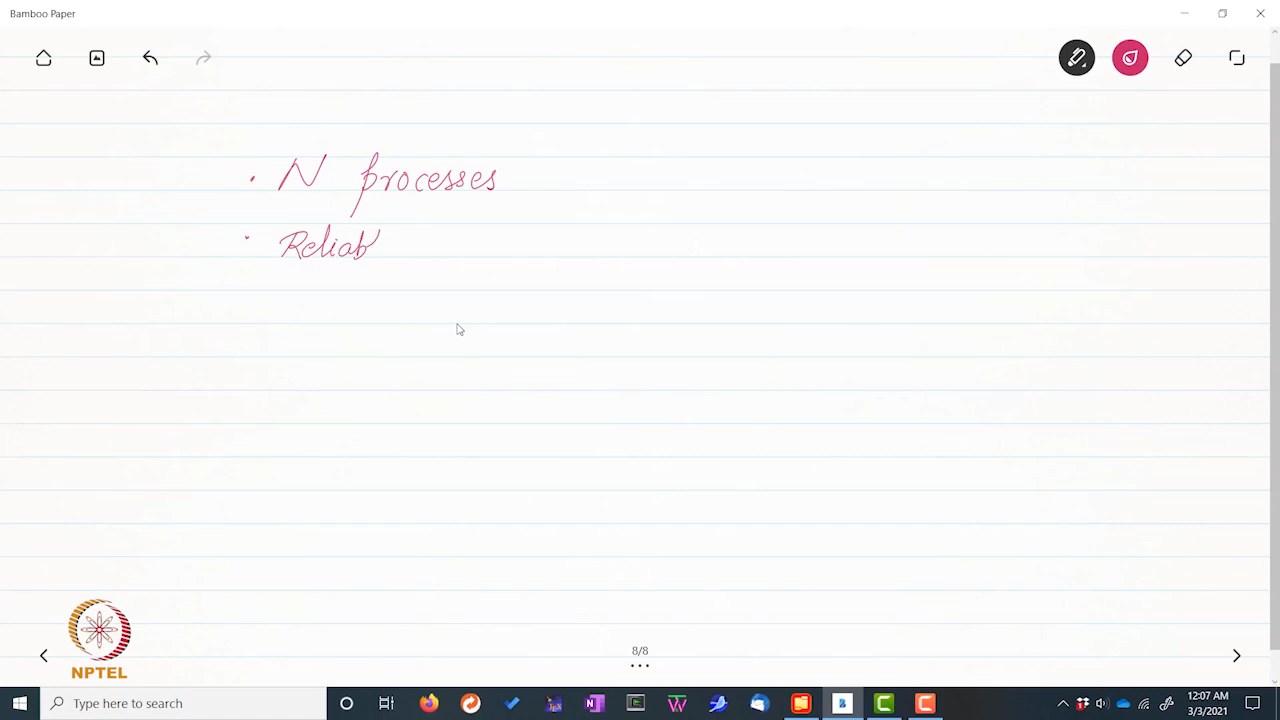 Bamboo Paper
· N processes
· Reliab
NPTEL
8/8
Type here to search
12:07 AM
3/3/2021